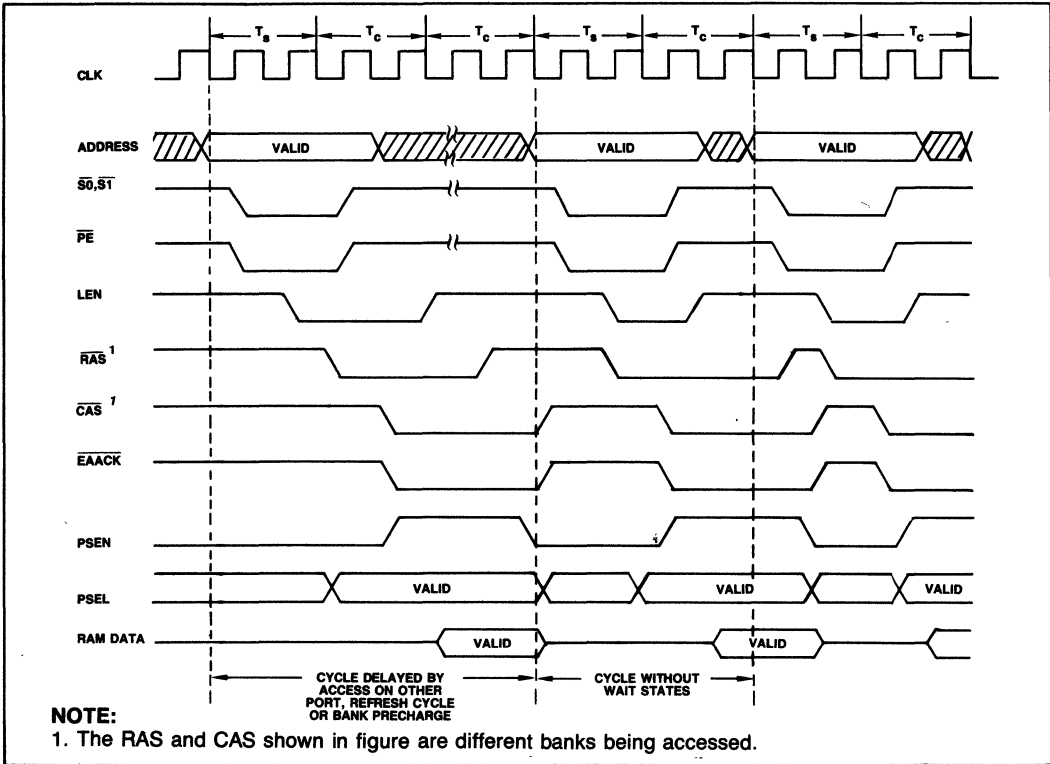 Ts Tc Tc Ts Tc Ts Tc
CLK
ADDRESS VALID VALID VALID
S0,S1
PE
LEN
RAS 1
CAS 1
EAACK
PSEN
PSEL VALID VALID VALID
RAM DATA VALID VALID
CYCLE DELAYED BY
ACCESS ON OTHER
PORT, REFRESH CYCLE
OR BANK PRECHARGE
CYCLE WITHOUT
WAIT STATES
NOTE:
1. The RAS and CAS shown in figure are different banks being accessed.